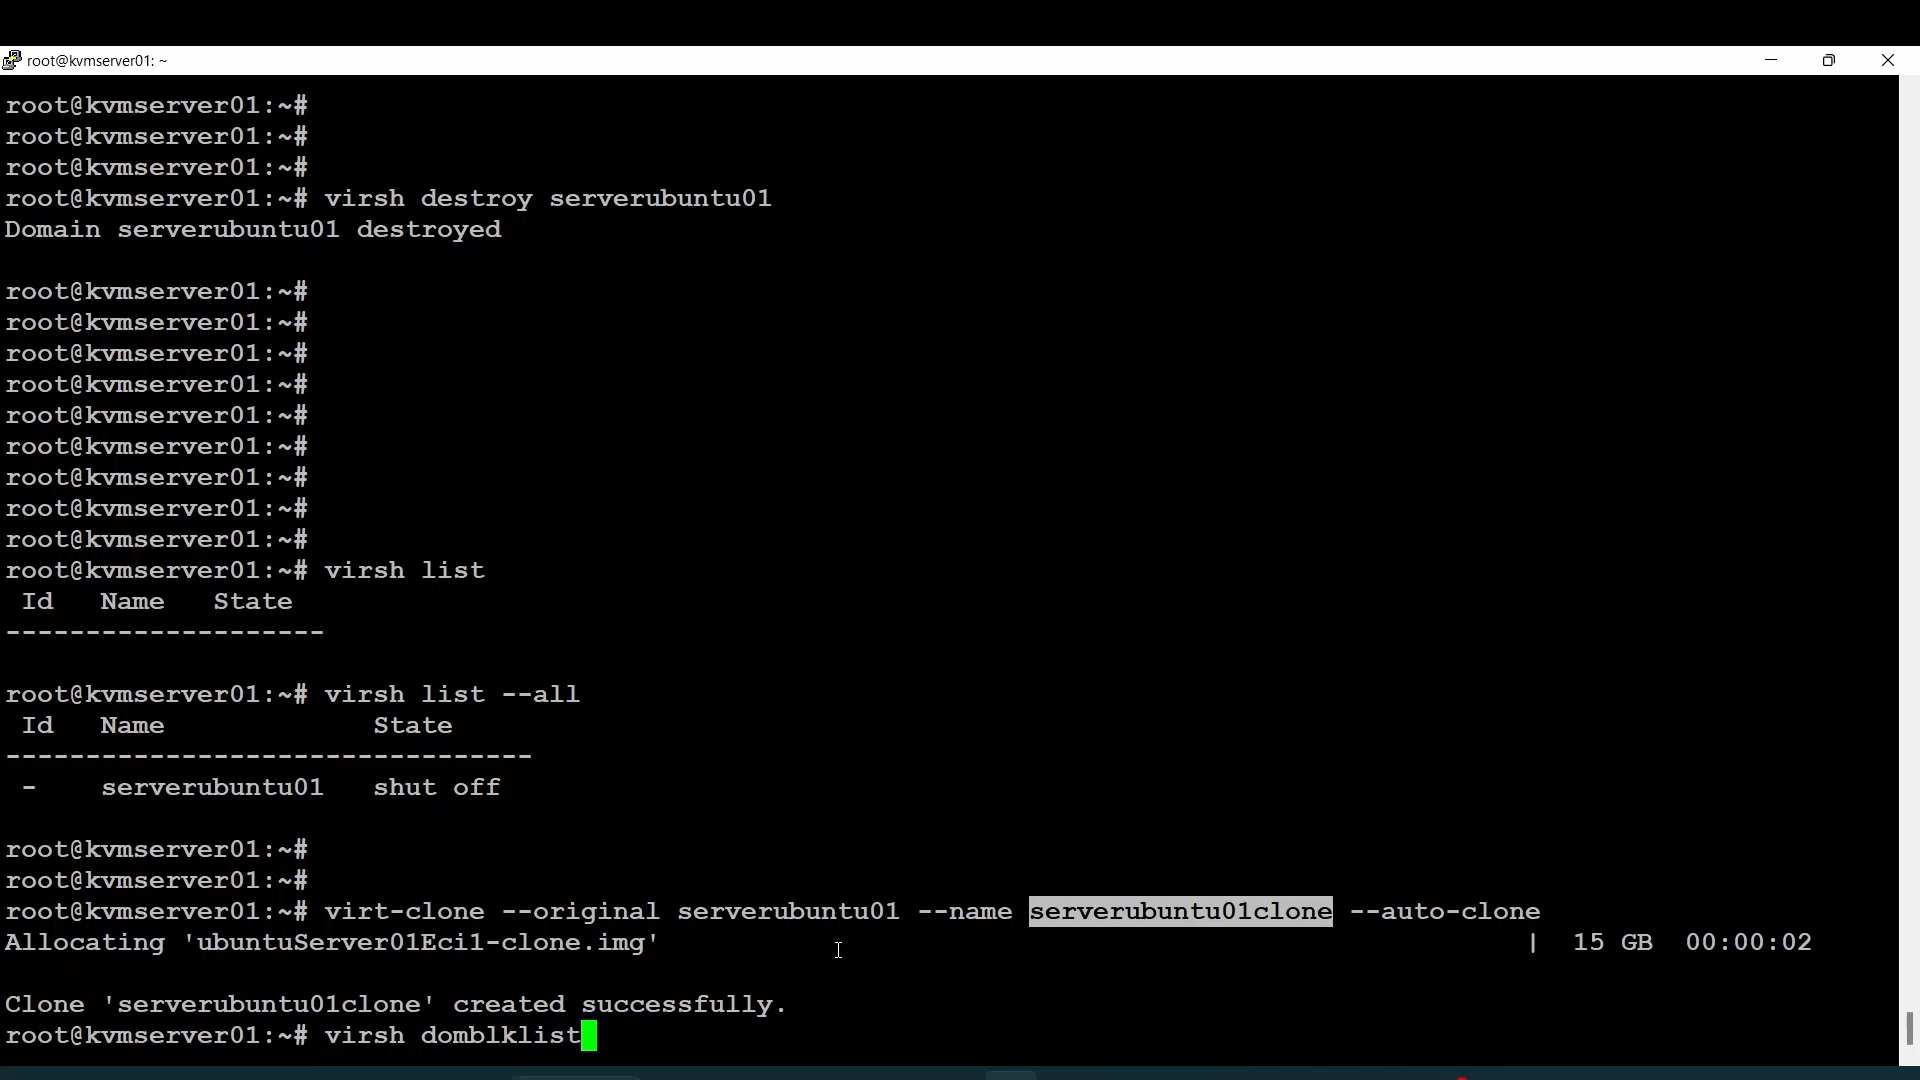 root@kvmserver01: ~
root@kvmserver01:~#
root@kvmserver01:~#
root@kvmserver01:~#
root@kvmserver01:~# virsh destroy serverubuntu01
Domain serverubuntu01 destroyed
root@kvmserver01:~#
root@kvmserver01:~#
root@kvmserver01:~#
root@kvmserver01:~#
root@kvmserver01:~#
root@kvmserver01:~#
root@kvmserver01:~#
root@kvmserver01:~#
root@kvmserver01:~#
root@kvmserver01:~# virsh list
 Id   Name   State
--------------------
root@kvmserver01:~# virsh list --all
 Id   Name             State
---------------------------------
 -    serverubuntu01   shut off
root@kvmserver01:~#
root@kvmserver01:~#
root@kvmserver01:~# virt-clone --original serverubuntu01 --name serverubuntu01clone --auto-clone
Allocating 'ubuntuServer01Eci1-clone.img' | 15 GB 00:00:02
Clone 'serverubuntu01clone' created successfully.
root@kvmserver01:~# virsh domblklist